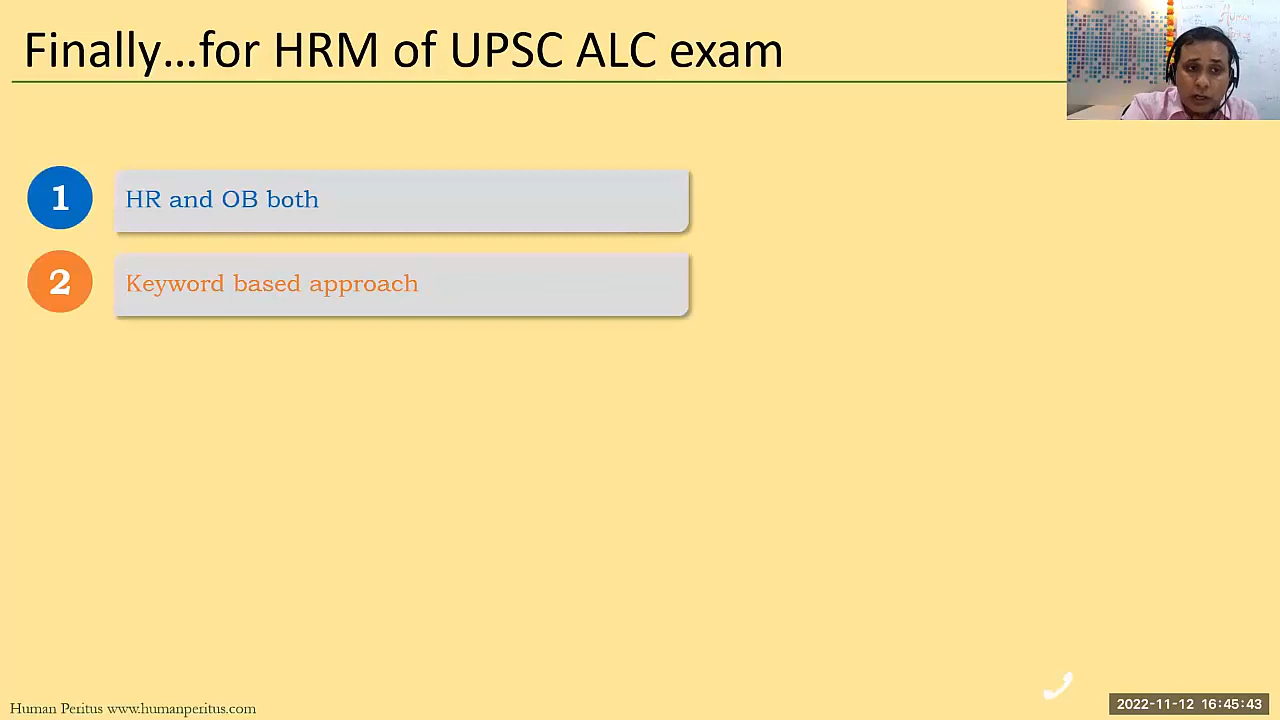 Finally...for HRM of UPSC ALC exam
Human
1
HR and OB both
2
Keyword based approach
Human Peritus www.humanperitus.com
2022-11-12 16:45:43